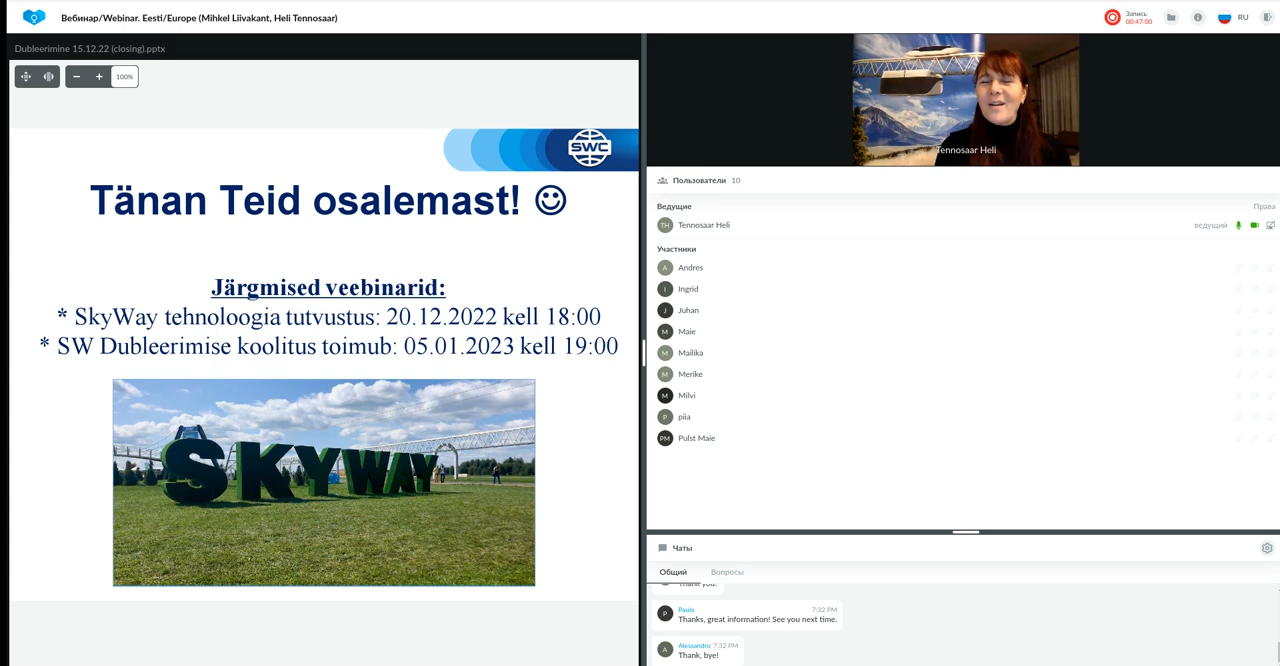 Вебинар/Webinar. Eesti/Europe (Mihkel Liivakant, Heli Tennosaar)
Запись
00:47:00
RU
Dubleerimine 15.12.22 (closing).pptx
100%
SWC
Tänan Teid osalemast! ☺
Järgmised veebinarid:
* SkyWay tehnoloogia tutvustus: 20.12.2022 kell 18:00
* SW Dubleerimise koolitus toimub: 05.01.2023 kell 19:00
SKYWAY
Tennosaar Heli
Пользователи 10
Ведущие Права
TH Tennosaar Heli ведущий
Участники
A Andres
I Ingrid
J Juhan
M Maie
M Mailika
M Merike
M Milvi
P piia
PM Pulst Maie
Чаты
Общий Вопросы
Thank you!
P Paula 7:32 PM
Thanks, great information! See you next time.
A Alessandro 7:32 PM
Thank, bye!